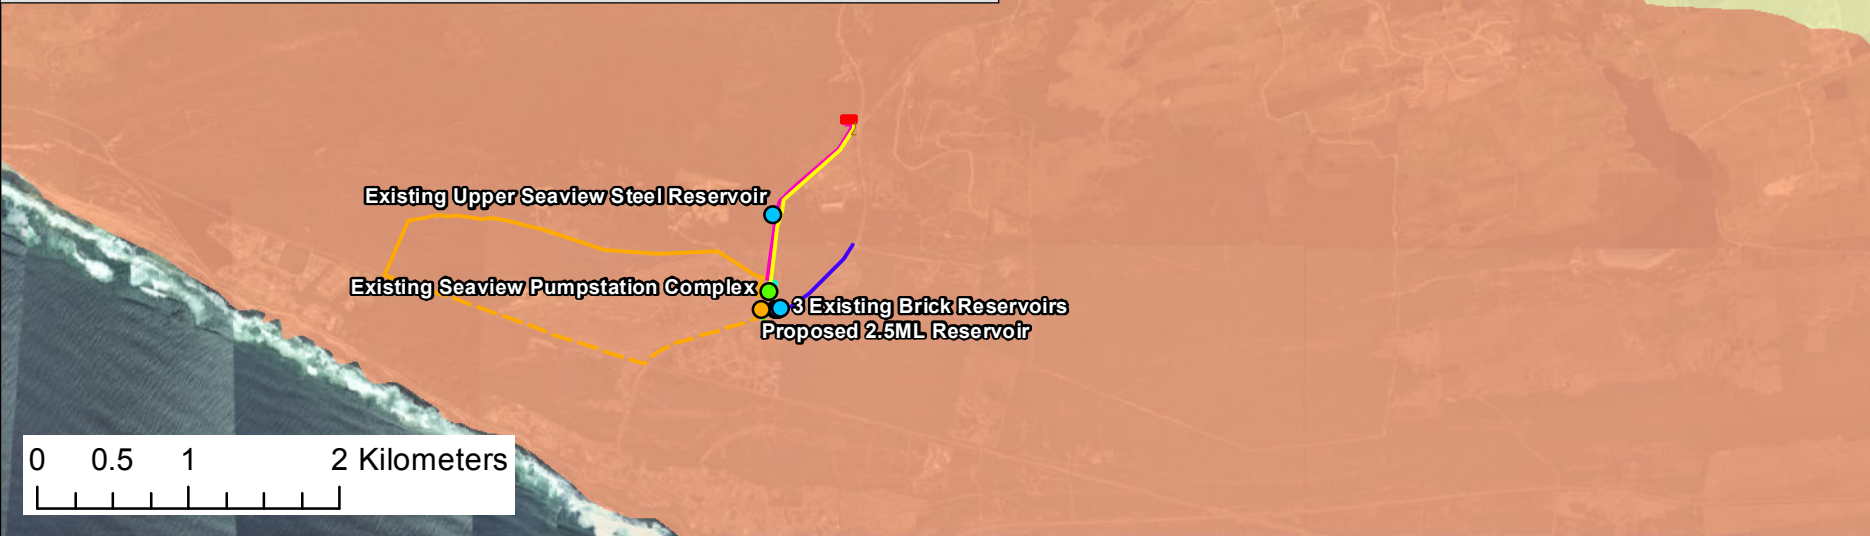 Existing Upper Seaview Steel Reservoir
Existing Seaview Pumpstation Complex
3 Existing Brick Reservoirs
Proposed 2.5ML Reservoir
0 0.5 1 2 Kilometers